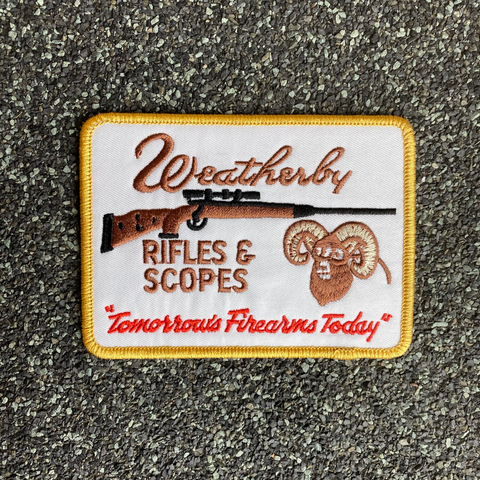 Weatherby
RIFLES &
SCOPES
"Tomorrow's Firearms Today"